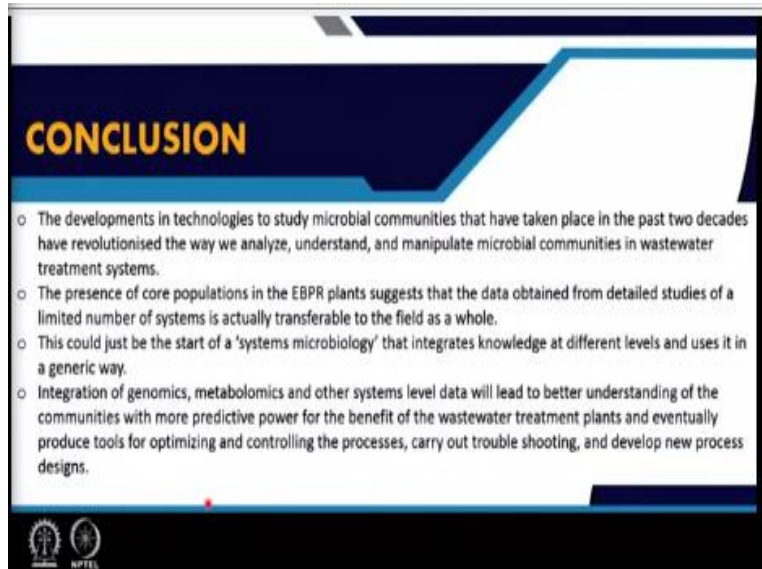 CONCLUSION
o The developments in technologies to study microbial communities that have taken place in the past two decades
have revolutionised the way we analyze, understand, and manipulate microbial communities in wastewater
treatment systems.
o The presence of core populations in the EBPR plants suggests that the data obtained from detailed studies of a
limited number of systems is actually transferable to the field as a whole.
o This could just be the start of a 'systems microbiology' that integrates knowledge at different levels and uses it in
a generic way.
o Integration of genomics, metabolomics and other systems level data will lead to better understanding of the
communities with more predictive power for the benefit of the wastewater treatment plants and eventually
produce tools for optimizing and controlling the processes, carry out trouble shooting, and develop new process
designs.
NPTEL